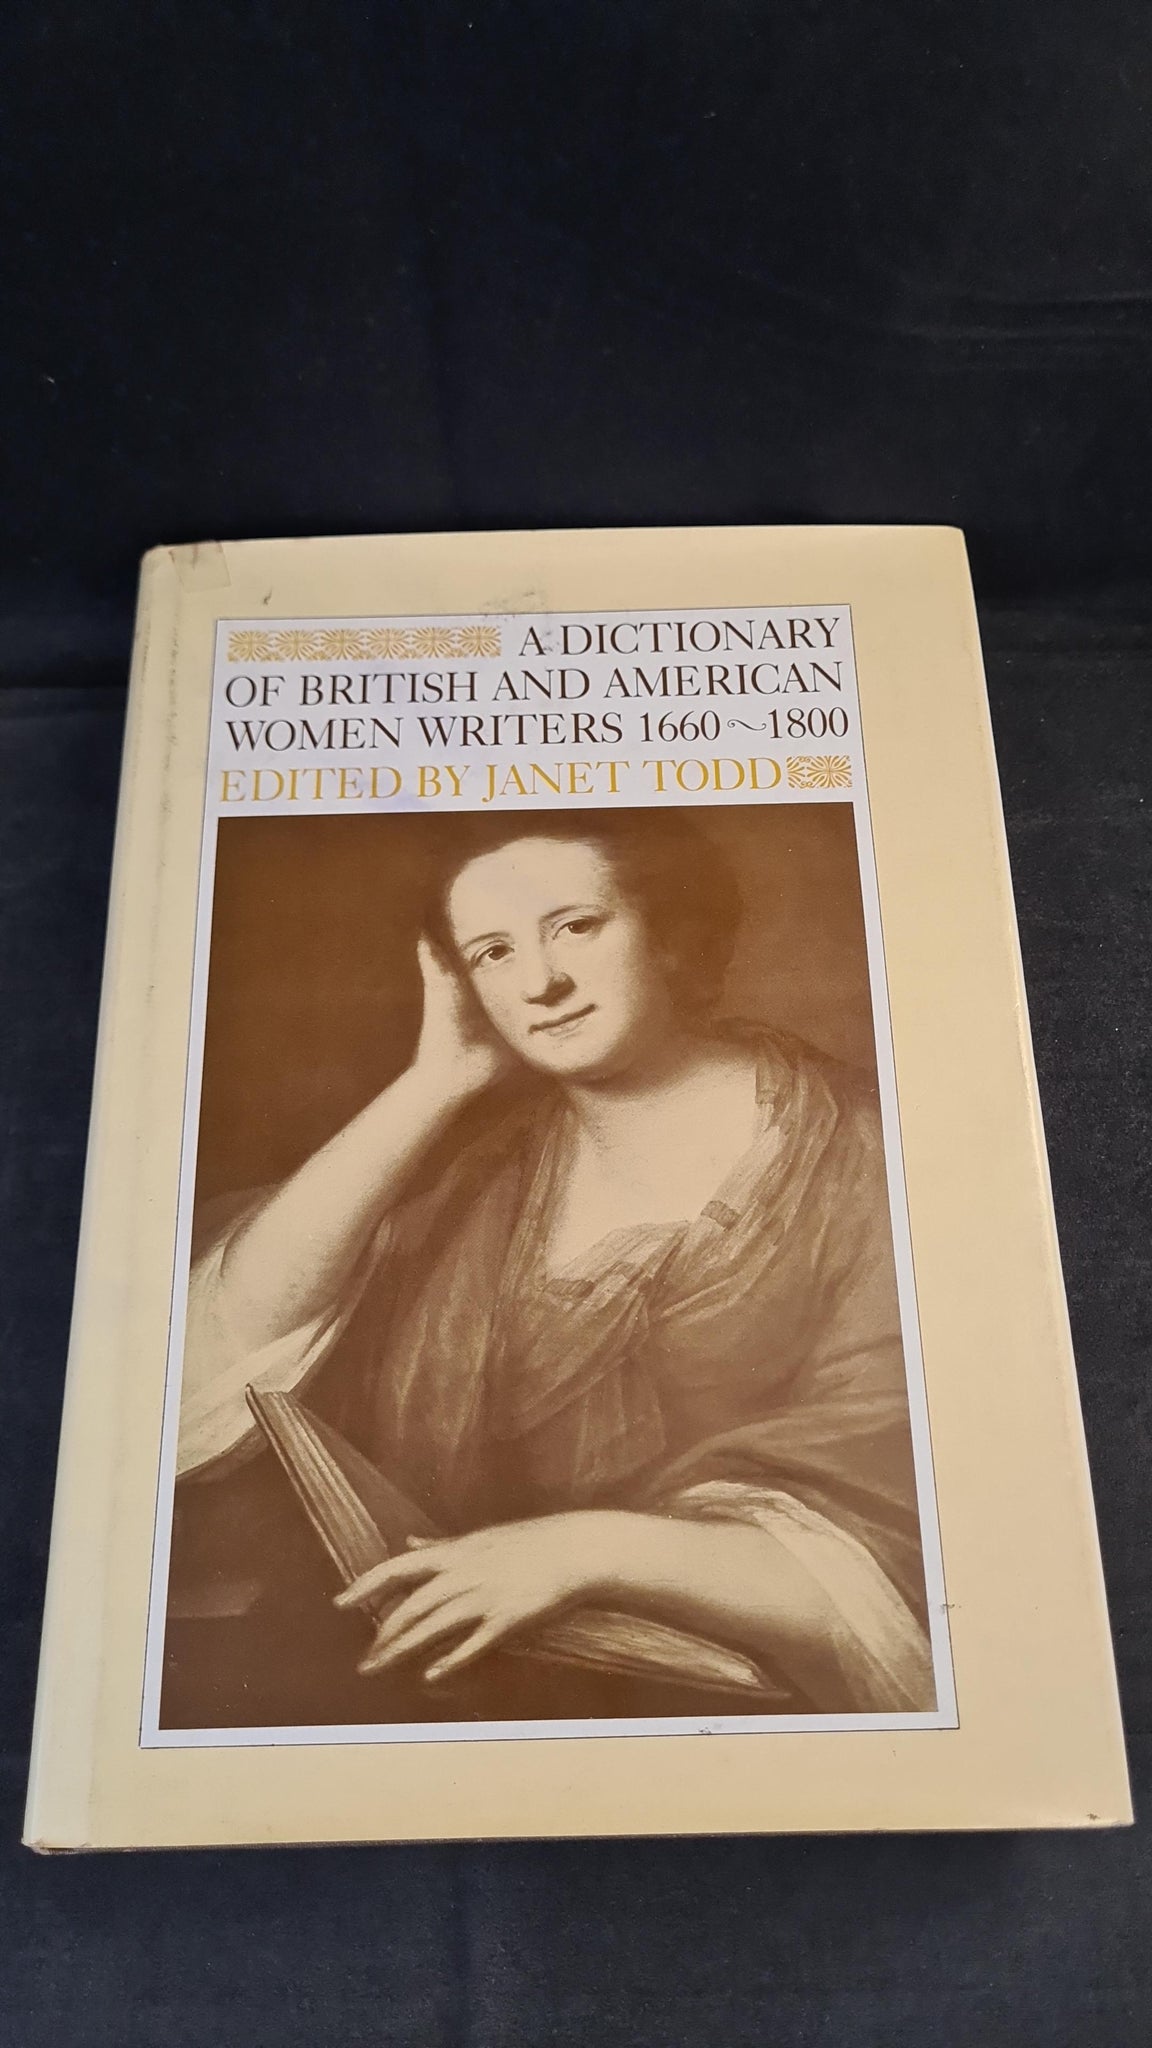 A DICTIONARY
OF BRITISH AND AMERICAN
WOMEN WRITERS 1660~1800
EDITED BY JANET TODD